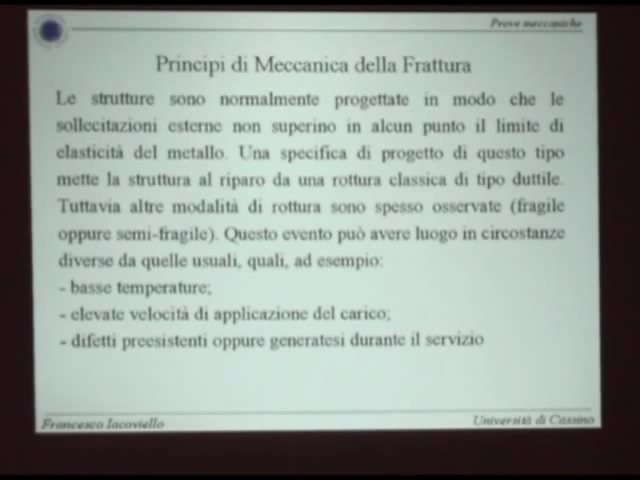 Prove meccaniche
Principi di Meccanica della Frattura
Le strutture sono normalmente progettate in modo che le
sollecitazioni esterne non superino in alcun punto il limite di
elasticità del metallo. Una specifica di progetto di questo tipo
mette la struttura al riparo da una rottura classica di tipo duttile.
Tuttavia altre modalità di rottura sono spesso osservate (fragile
oppure semi-fragile). Questo evento può avere luogo in circostanze
diverse da quelle usuali, quali, ad esempio:
- basse temperature;
- elevate velocità di applicazione del carico;
- difetti preesistenti oppure generatesi durante il servizio
Francesco Iacoviello
Università di Cassino